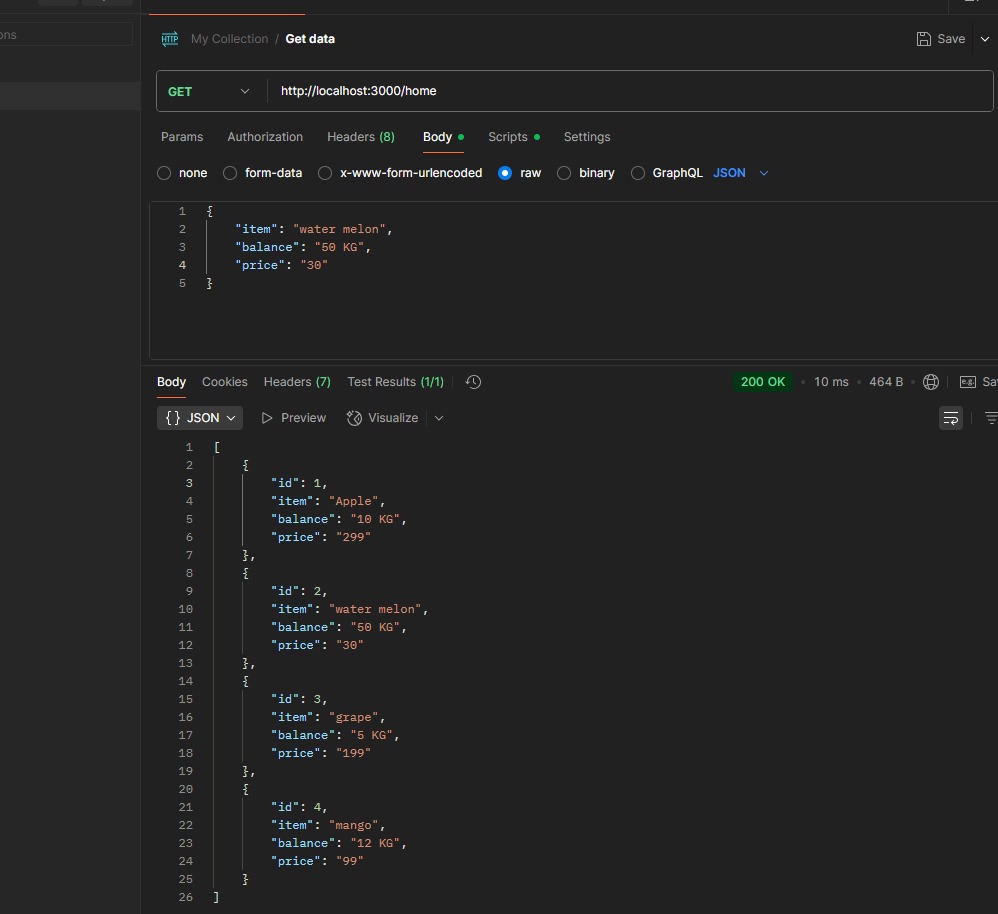 ons
HTTP My Collection / Get data Save
GET http://localhost:3000/home
Params Authorization Headers (8) Body Scripts Settings
none form-data x-www-form-urlencoded raw binary GraphQL JSON
1 {
2 "item": "water melon",
3 "balance": "50 KG",
4 "price": "30"
5 }
Body Cookies Headers (7) Test Results (1/1) 200 OK • 10 ms • 464 B • e.g. Sa
{} JSON Preview Visualize
1 [
2 {
3 "id": 1,
4 "item": "Apple",
5 "balance": "10 KG",
6 "price": "299"
7 },
8 {
9 "id": 2,
10 "item": "water melon",
11 "balance": "50 KG",
12 "price": "30"
13 },
14 {
15 "id": 3,
16 "item": "grape",
17 "balance": "5 KG",
18 "price": "199"
19 },
20 {
21 "id": 4,
22 "item": "mango",
23 "balance": "12 KG",
24 "price": "99"
25 }
26 ]